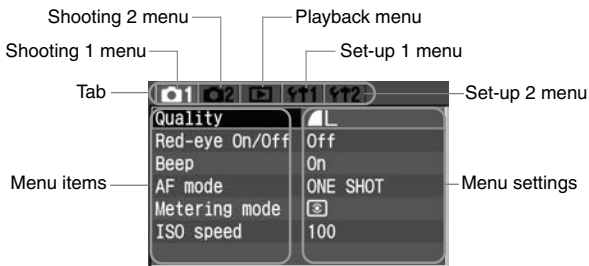 Shooting 2 menu Playback menu
Shooting 1 menu Set-up 1 menu
Tab 1 2 1 2 Set-up 2 menu
Quality L
Red-eye On/Off Off
Beep On
Menu items AF mode ONE SHOT Menu settings
Metering mode
ISO speed 100